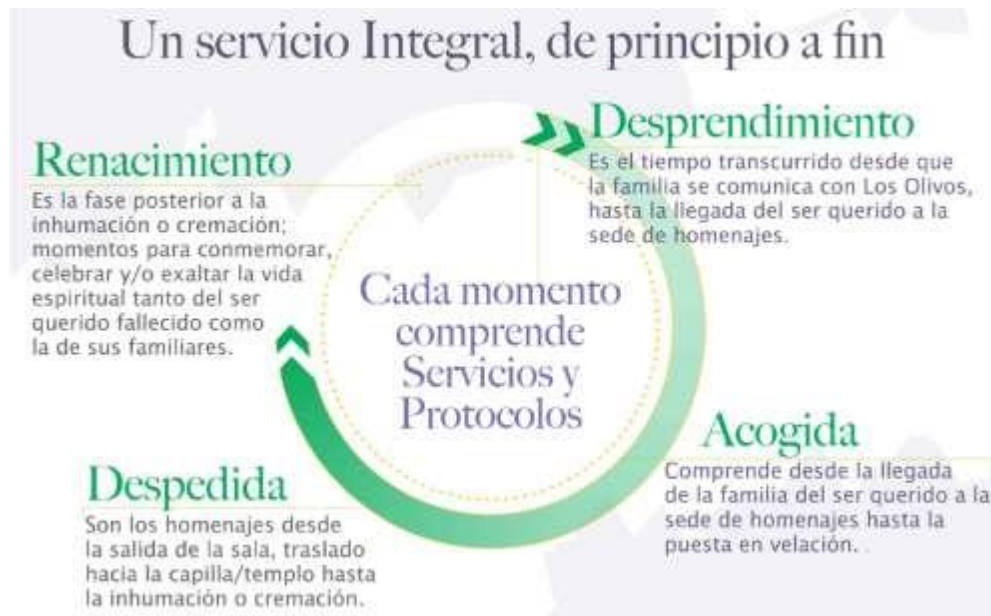 Un servicio Integral, de principio a fin
Desprendimiento
Es el tiempo transcurrido desde que
la familia se comunica con Los Olivos,
hasta la llegada del ser querido a la
sede de homenajes.
Renacimiento
Es la fase posterior a la
inhumación o cremación;
momentos para conmemorar,
celebrar y/o exaltar la vida
espiritual tanto del ser
querido fallecido como
la de sus familiares.
Cada momento
comprende
Servicios y
Protocolos
Acogida
Comprende desde la llegada
de la familia del ser querido a la
sede de homenajes hasta la
puesta en velación.
Despedida
Son los homenajes desde
la salida de la sala, traslado
hacia la capilla/templo hasta
la inhumación o cremación.